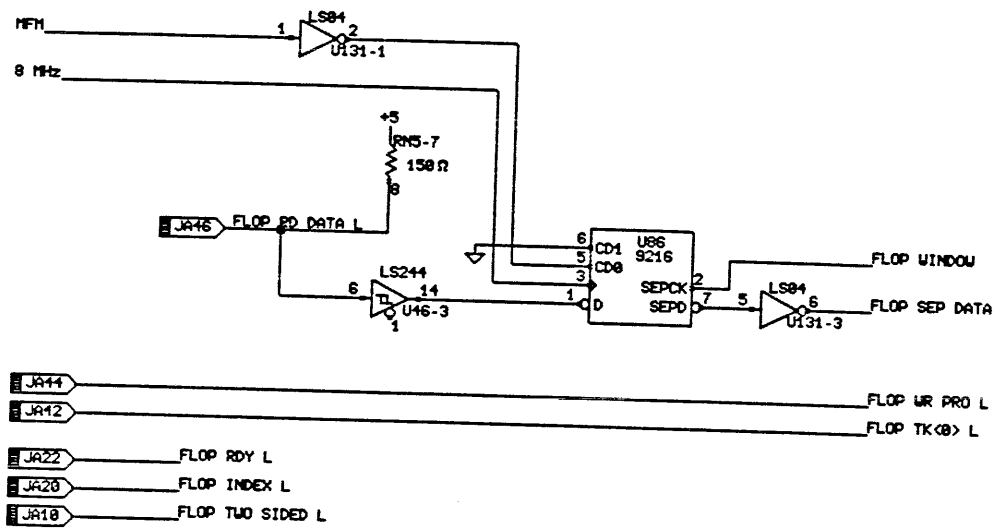 MFM
1
LS04
2
U131-1
8 MHz
+5
RN5-7
150Ω
8
JA46
FLOP RD DATA L
LS244
6
14
U46-3
1
6
CD1
5
CD0
3
1
D
U86
9216
SEPCK
2
SEPD
7
FLOP WINDOW
LS04
5
6
U131-3
FLOP SEP DATA
JA44
FLOP WR PRO L
JA42
FLOP TK<0> L
JA22
FLOP RDY L
JA20
FLOP INDEX L
JA10
FLOP TWO SIDED L